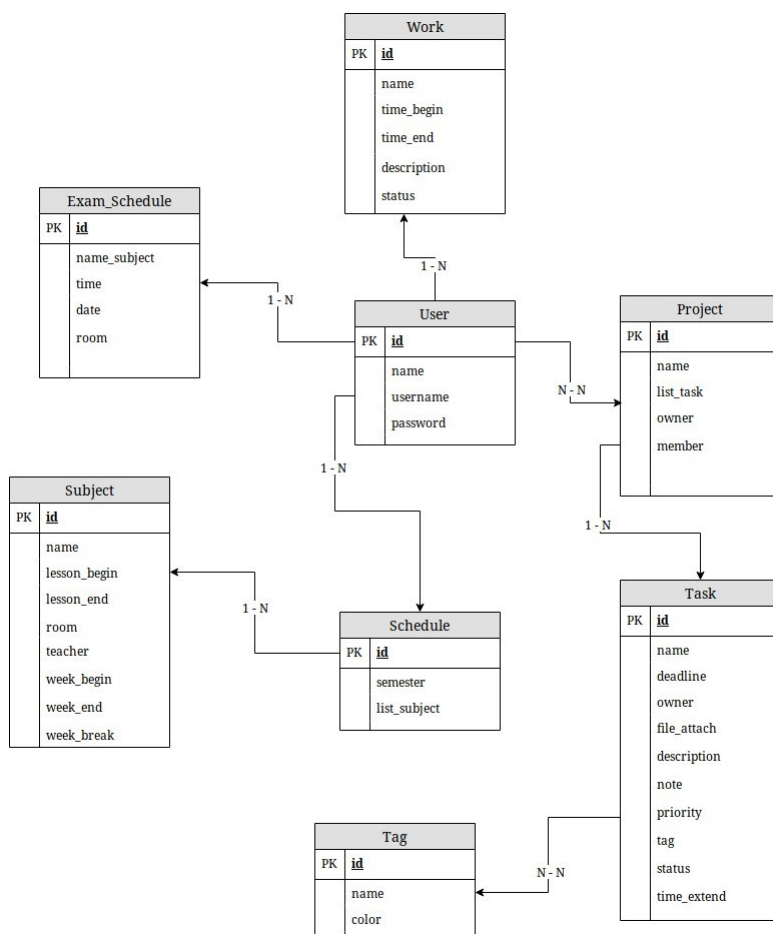 Work
PK id
name
time_begin
time_end
description
status
Exam_Schedule
PK id
name_subject
time
date
room
1 - N
1 - N
User
PK id
name
username
password
Project
PK id
name
list_task
owner
member
N - N
1 - N
1 - N
Subject
PK id
name
lesson_begin
lesson_end
room
teacher
week_begin
week_end
week_break
1 - N
Schedule
PK id
semester
list_subject
Task
PK id
name
deadline
owner
file_attach
description
note
priority
tag
status
time_extend
N - N
Tag
PK id
name
color